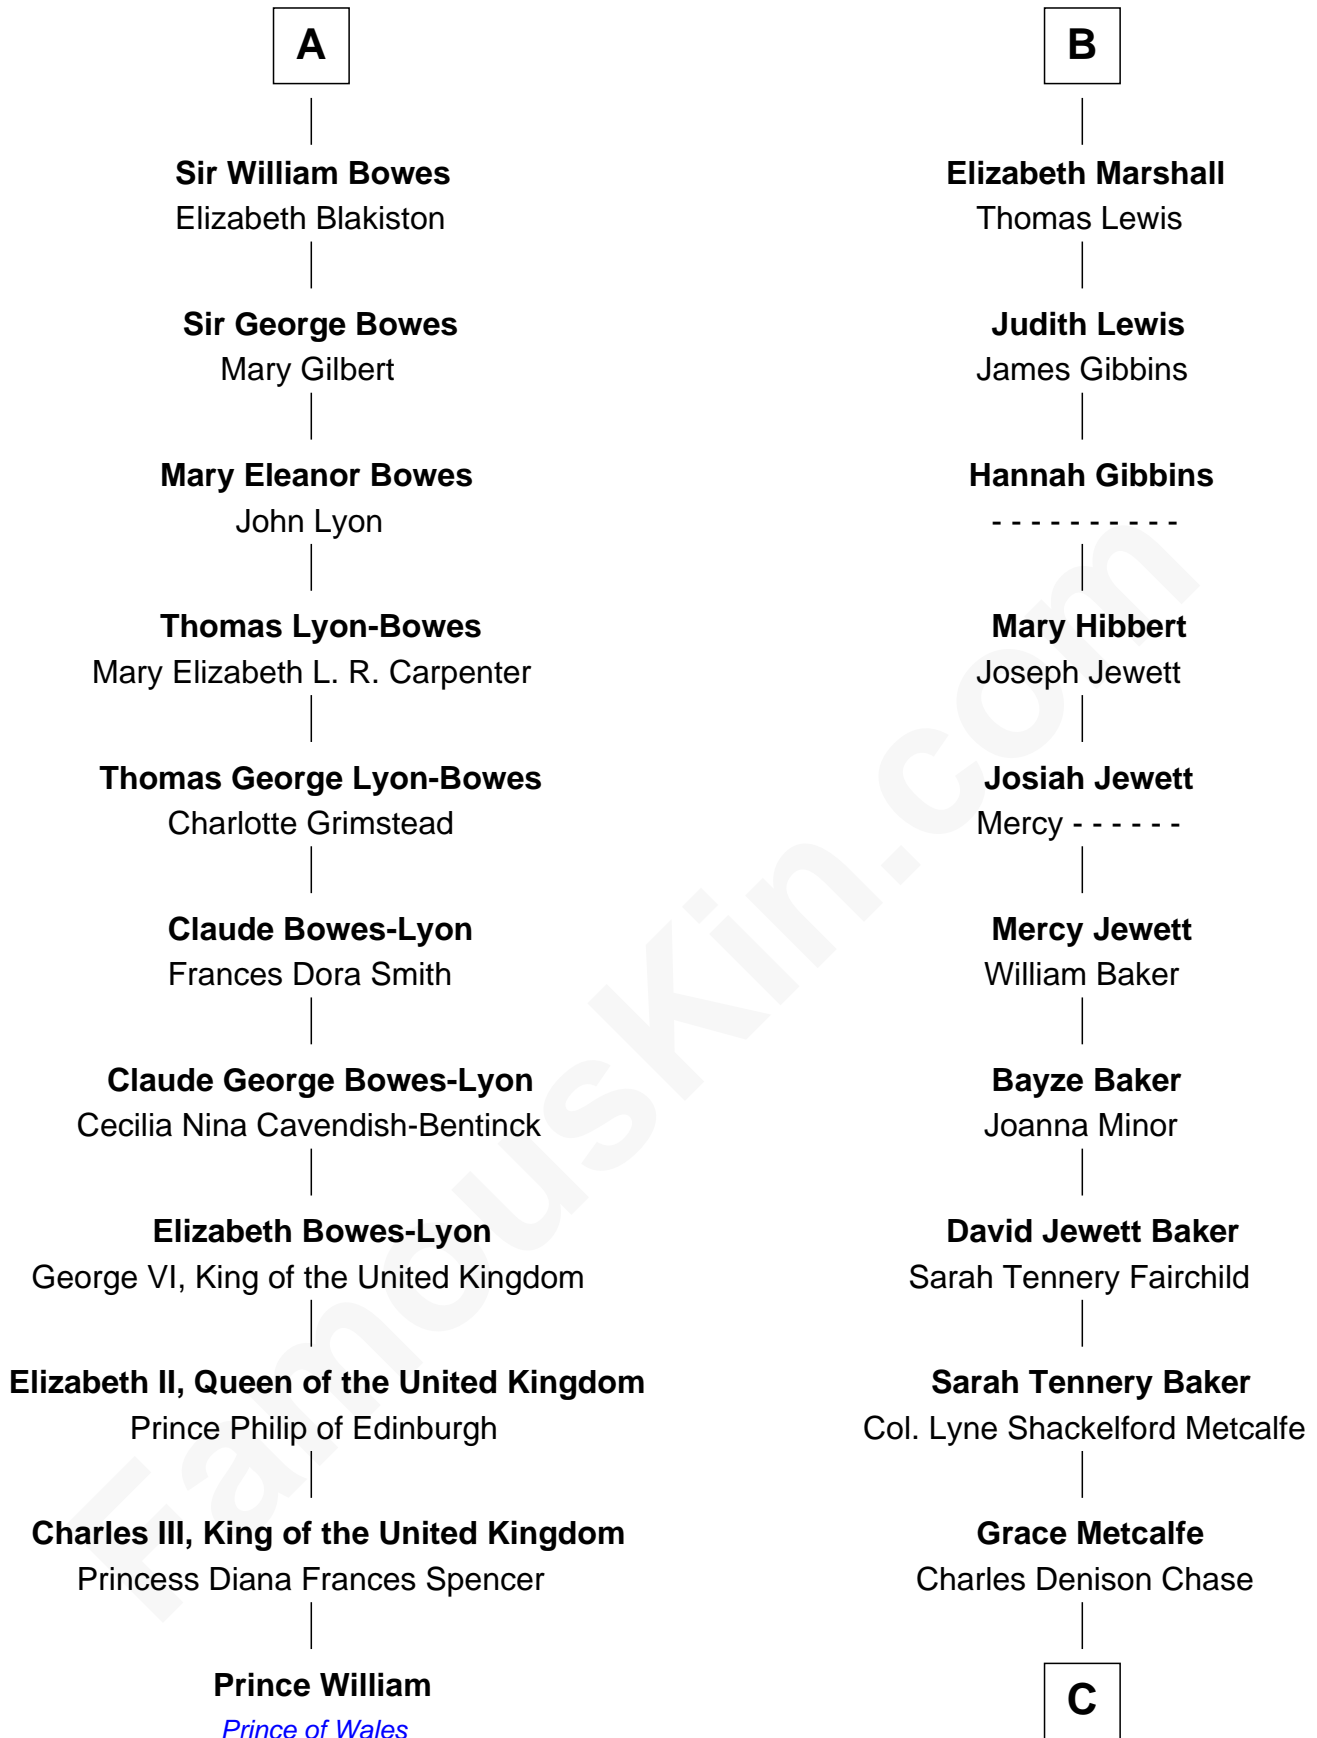 A
Sir William Bowes
Elizabeth Blakiston
Sir George Bowes
Mary Gilbert
Mary Eleanor Bowes
John Lyon
Thomas Lyon-Bowes
Mary Elizabeth L. R. Carpenter
Thomas George Lyon-Bowes
Charlotte Grimstead
Claude Bowes-Lyon
Frances Dora Smith
Claude George Bowes-Lyon
Cecilia Nina Cavendish-Bentinck
Elizabeth Bowes-Lyon
George VI, King of the United Kingdom
Elizabeth II, Queen of the United Kingdom
Prince Philip of Edinburgh
Charles III, King of the United Kingdom
Princess Diana Frances Spencer
Prince William
Prince of Wales
B
Elizabeth Marshall
Thomas Lewis
Judith Lewis
James Gibbins
Hannah Gibbins
- - - - - - - - - -
Mary Hibbert
Joseph Jewett
Josiah Jewett
Mercy - - - - - -
Mercy Jewett
William Baker
Bayze Baker
Joanna Minor
David Jewett Baker
Sarah Tennery Fairchild
Sarah Tennery Baker
Col. Lyne Shackelford Metcalfe
Grace Metcalfe
Charles Denison Chase
C
FamousKin.com